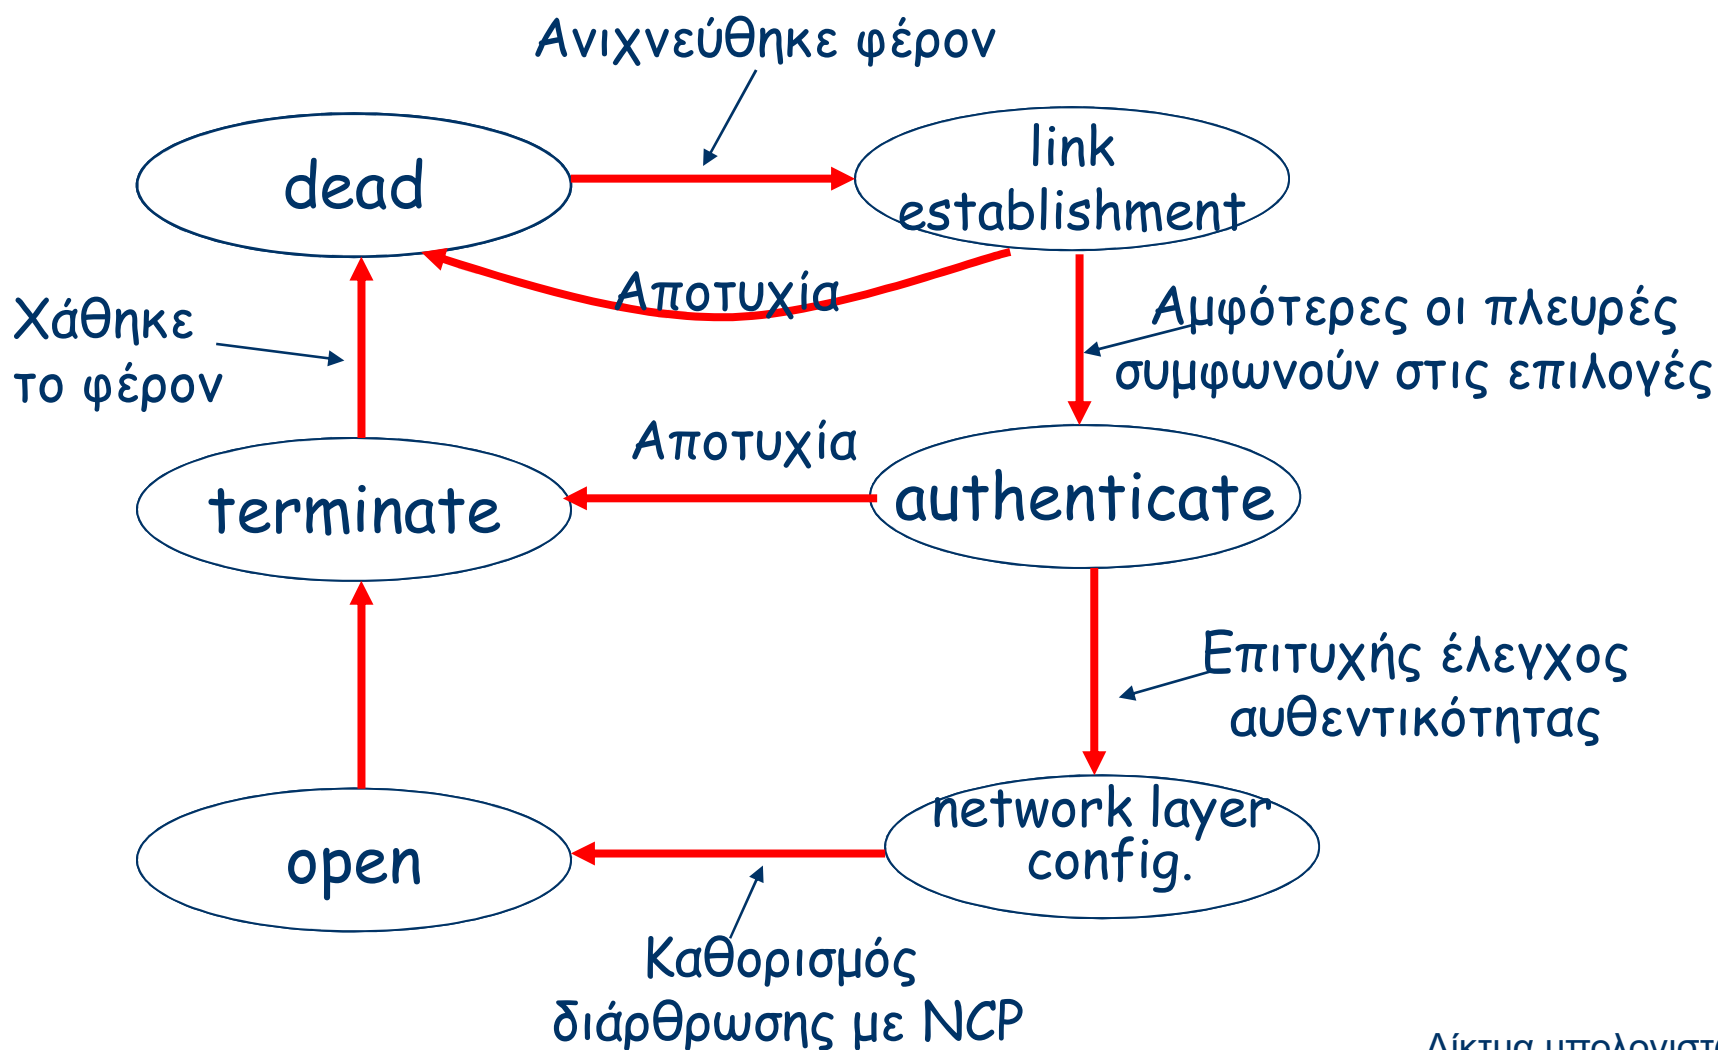 Ανιχνεύθηκε φέρον
dead
link
establishment
Αποτυχία
Χάθηκε
το φέρον
Αμφότερες οι πλευρές
συμφωνούν στις επιλογές
Αποτυχία
terminate
authenticate
Επιτυχής έλεγχος
αυθεντικότητας
open
network layer
config.
Καθορισμός
διάρθρωσης με NCP
Δίκτυα